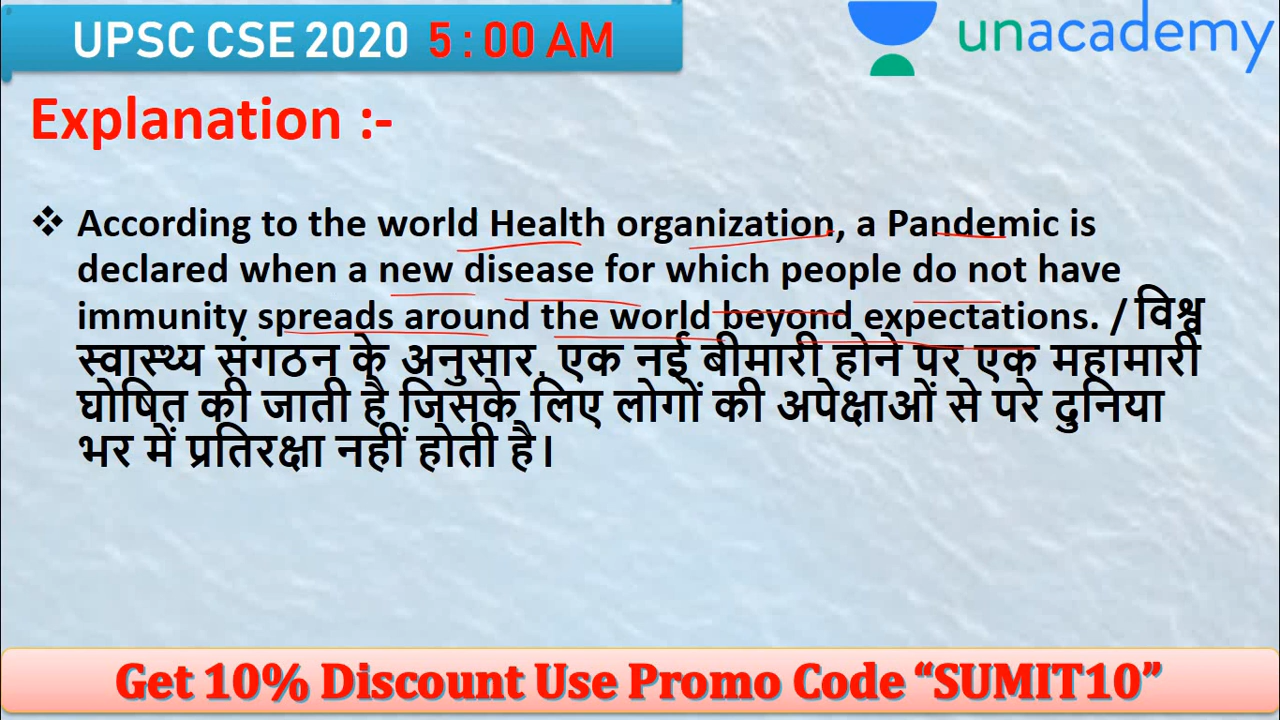 UPSC CSE 2020 5 : 00 AM
unacademy
Explanation :-
❖ According to the world Health organization, a Pandemic is
declared when a new disease for which people do not have
immunity spreads around the world beyond expectations. / विश्व
स्वास्थ्य संगठन के अनुसार, एक नई बीमारी होने पर एक महामारी
घोषित की जाती है जिसके लिए लोगों की अपेक्षाओं से परे दुनिया
भर में प्रतिरक्षा नहीं होती है।
Get 10% Discount Use Promo Code “SUMIT10”